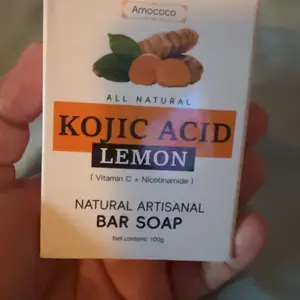 Amococo
ALL NATURAL
KOJIC ACID
LEMON
( Vitamin C + Nicotinamide )
NATURAL ARTISANAL
BAR SOAP
Net content: 100g